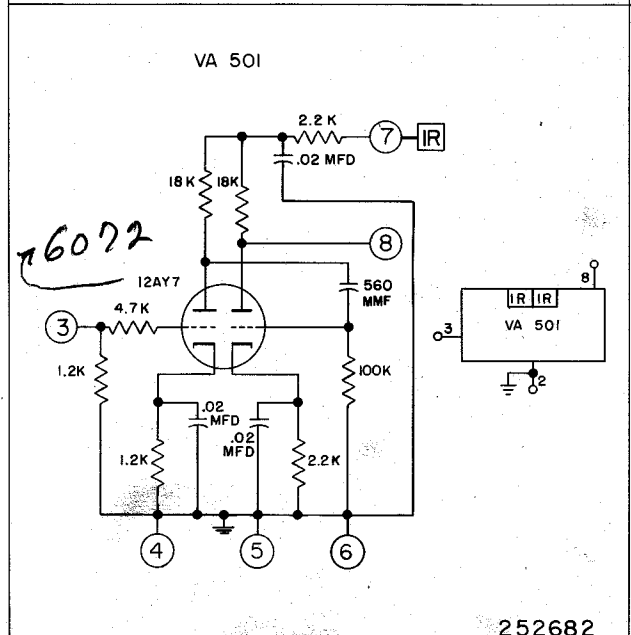 VA 501
2.2K
7
IR
.02 MFD
18K
18K
8
6072
12AY7
560
MMF
3
4.7K
1.2K
100K
.02
MFD
.02
MFD
1.2K
2.2K
4
5
6
8
IR IR
VA 501
3
2
252682